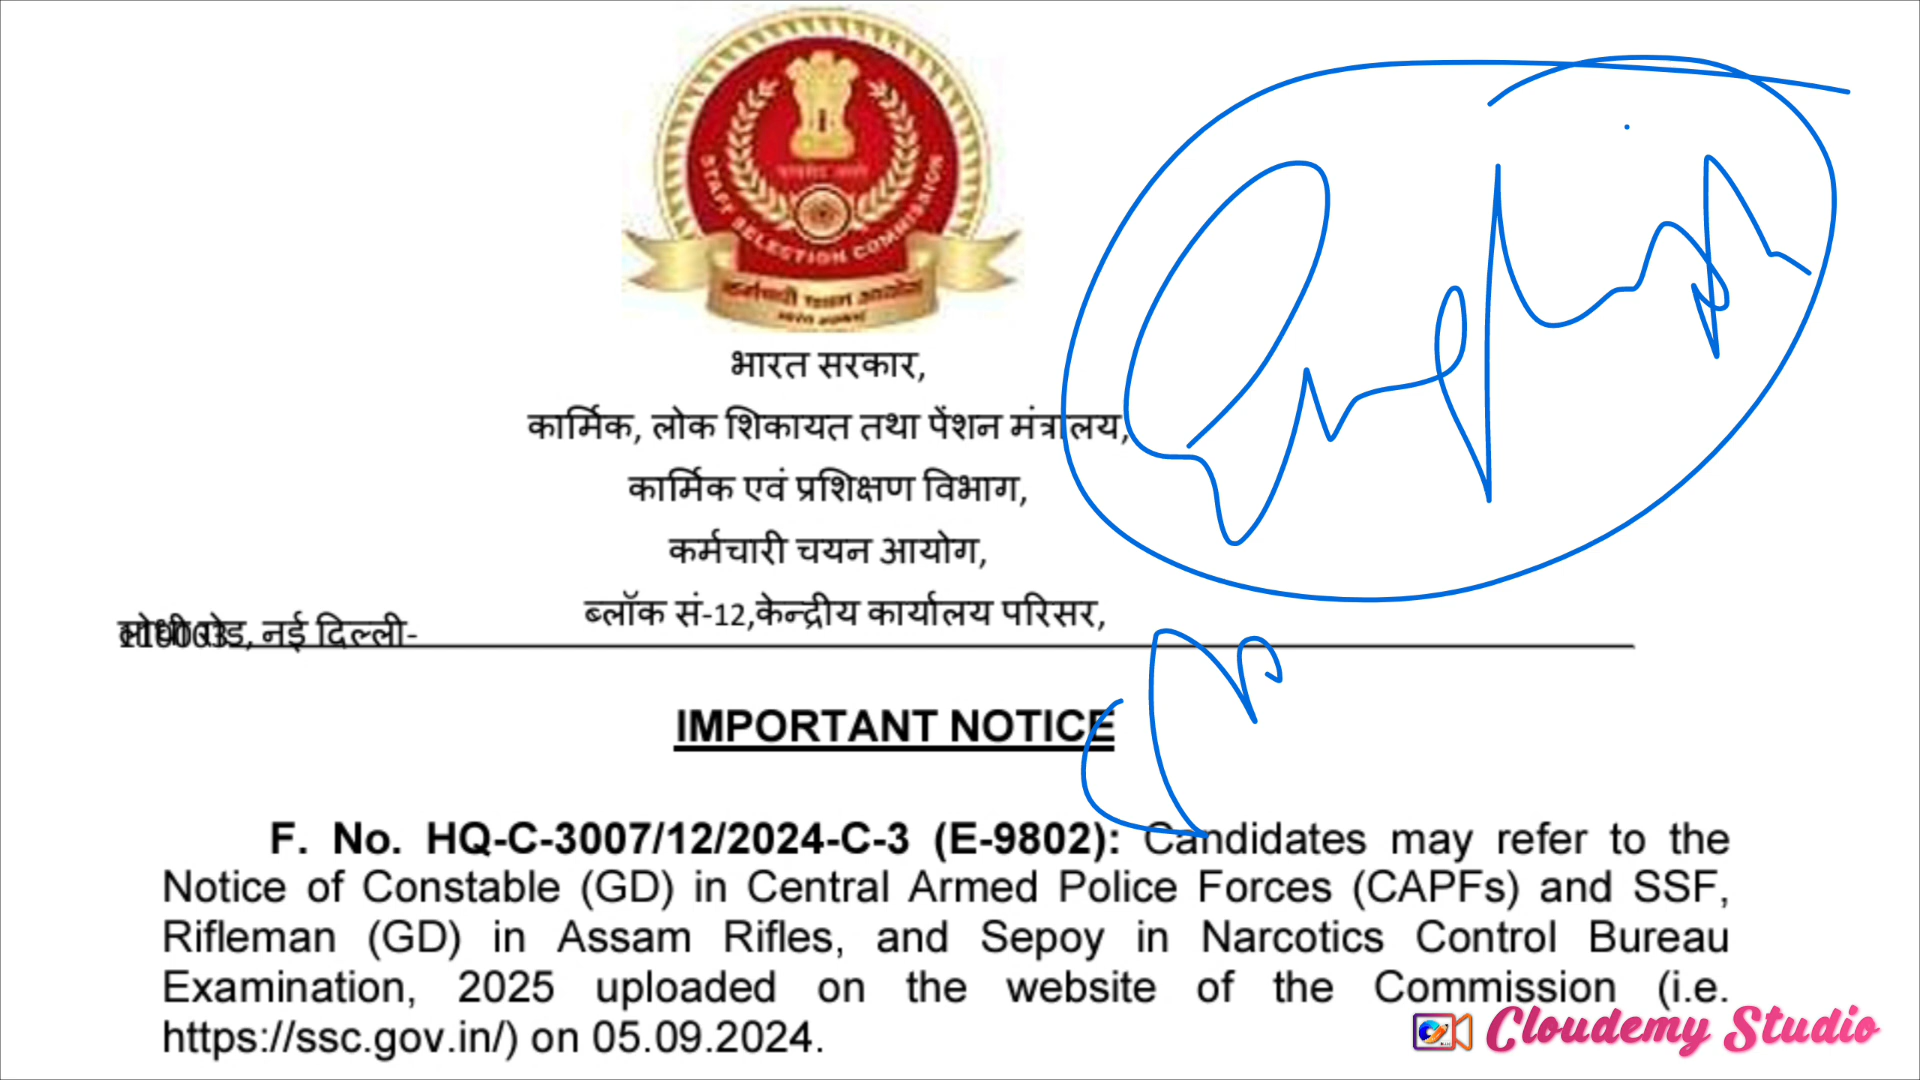 STAFF SELECTION COMMISSION
भारत सरकार,
कार्मिक, लोक शिकायत तथा पेंशन मंत्रालय,
कार्मिक एवं प्रशिक्षण विभाग,
कर्मचारी चयन आयोग,
ब्लॉक सं-12,केन्द्रीय कार्यालय परिसर,
नई दिल्ली-
IMPORTANT NOTICE
F. No. HQ-C-3007/12/2024-C-3 (E-9802): Candidates may refer to the
Notice of Constable (GD) in Central Armed Police Forces (CAPFs) and SSF,
Rifleman (GD) in Assam Rifles, and Sepoy in Narcotics Control Bureau
Examination, 2025 uploaded on the website of the Commission (i.e.
https://ssc.gov.in/) on 05.09.2024.
Cloudemy Studio